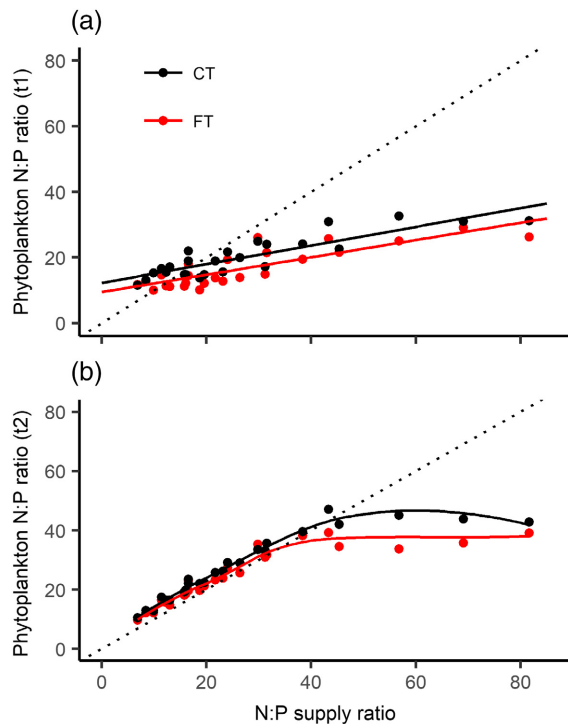 (a)
Phytoplankton N:P ratio (t1)
80
60
40
20
0
CT
FT
(b)
Phytoplankton N:P ratio (t2)
80
60
40
20
0
0 20 40 60 80
N:P supply ratio